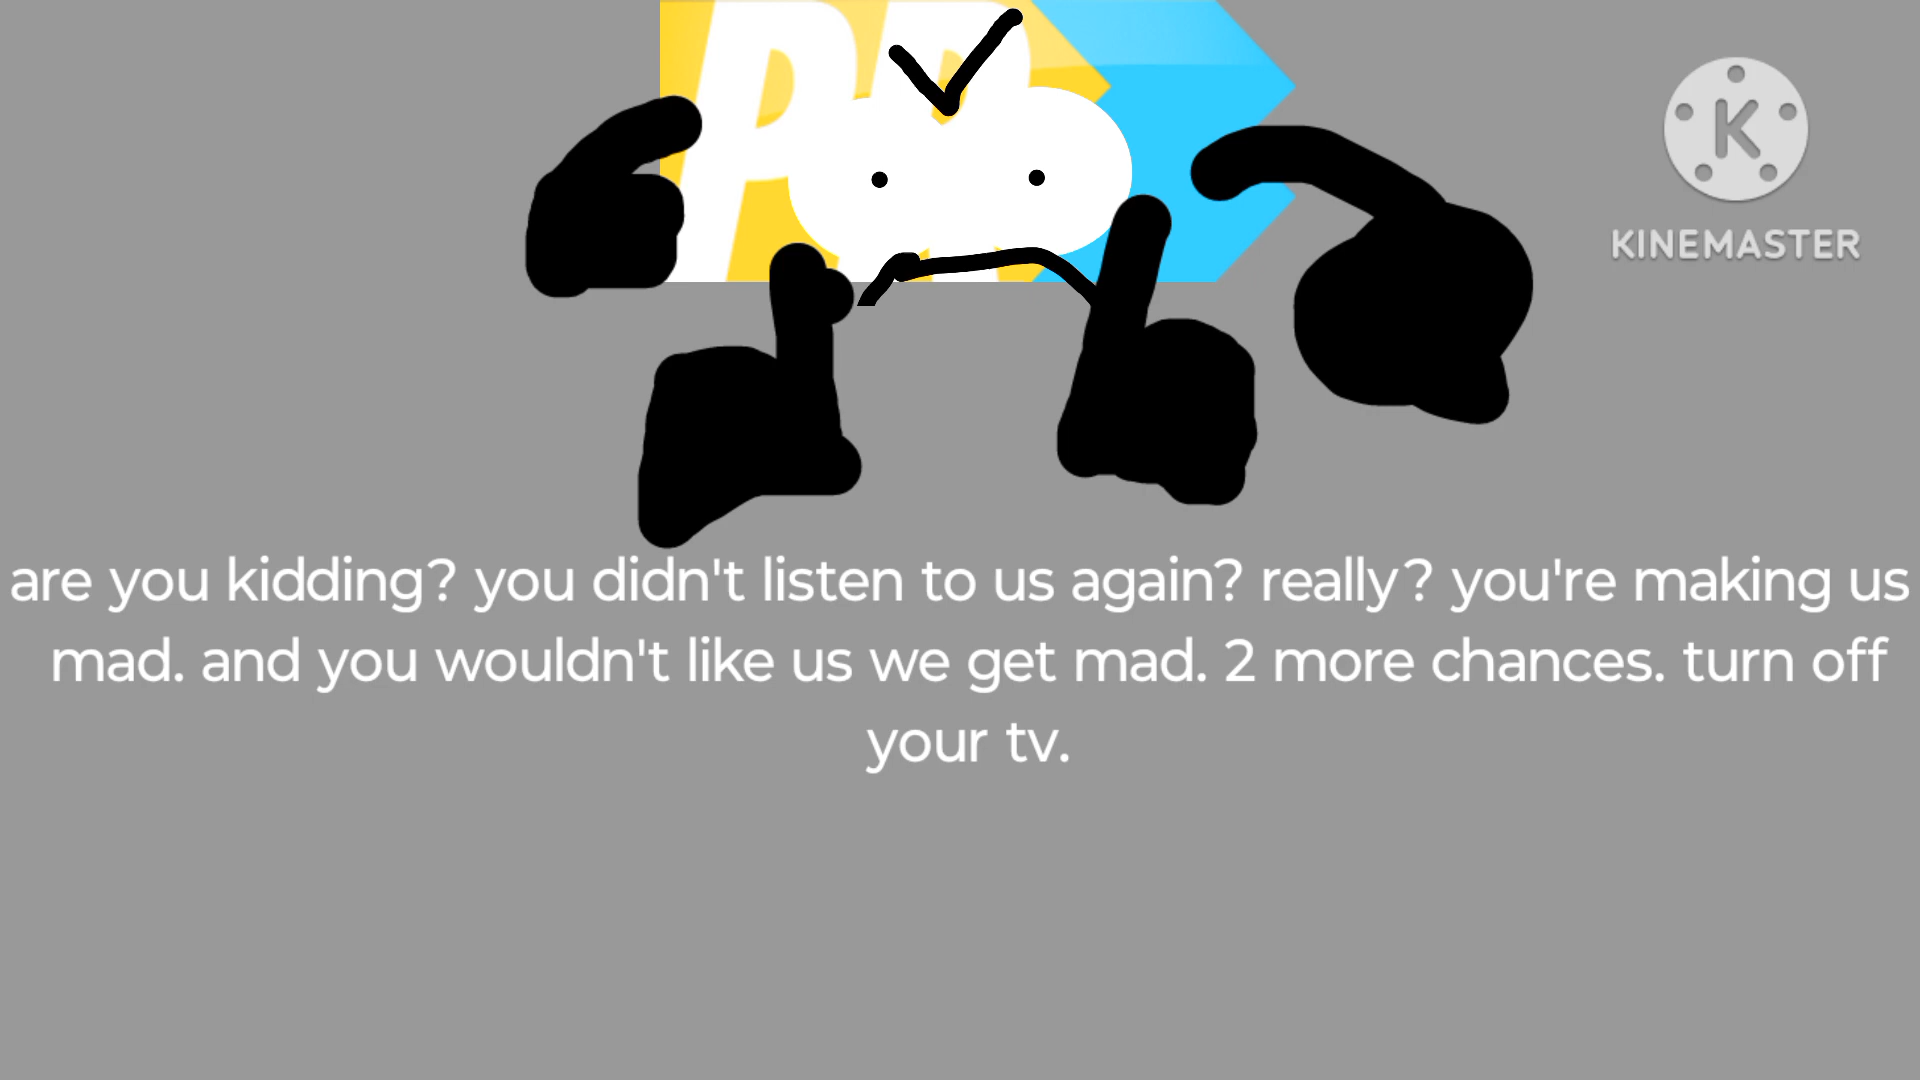 PR
K
KINEMASTER
are you kidding? you didn't listen to us again? really? you're making us
mad. and you wouldn't like us we get mad. 2 more chances. turn off
your tv.